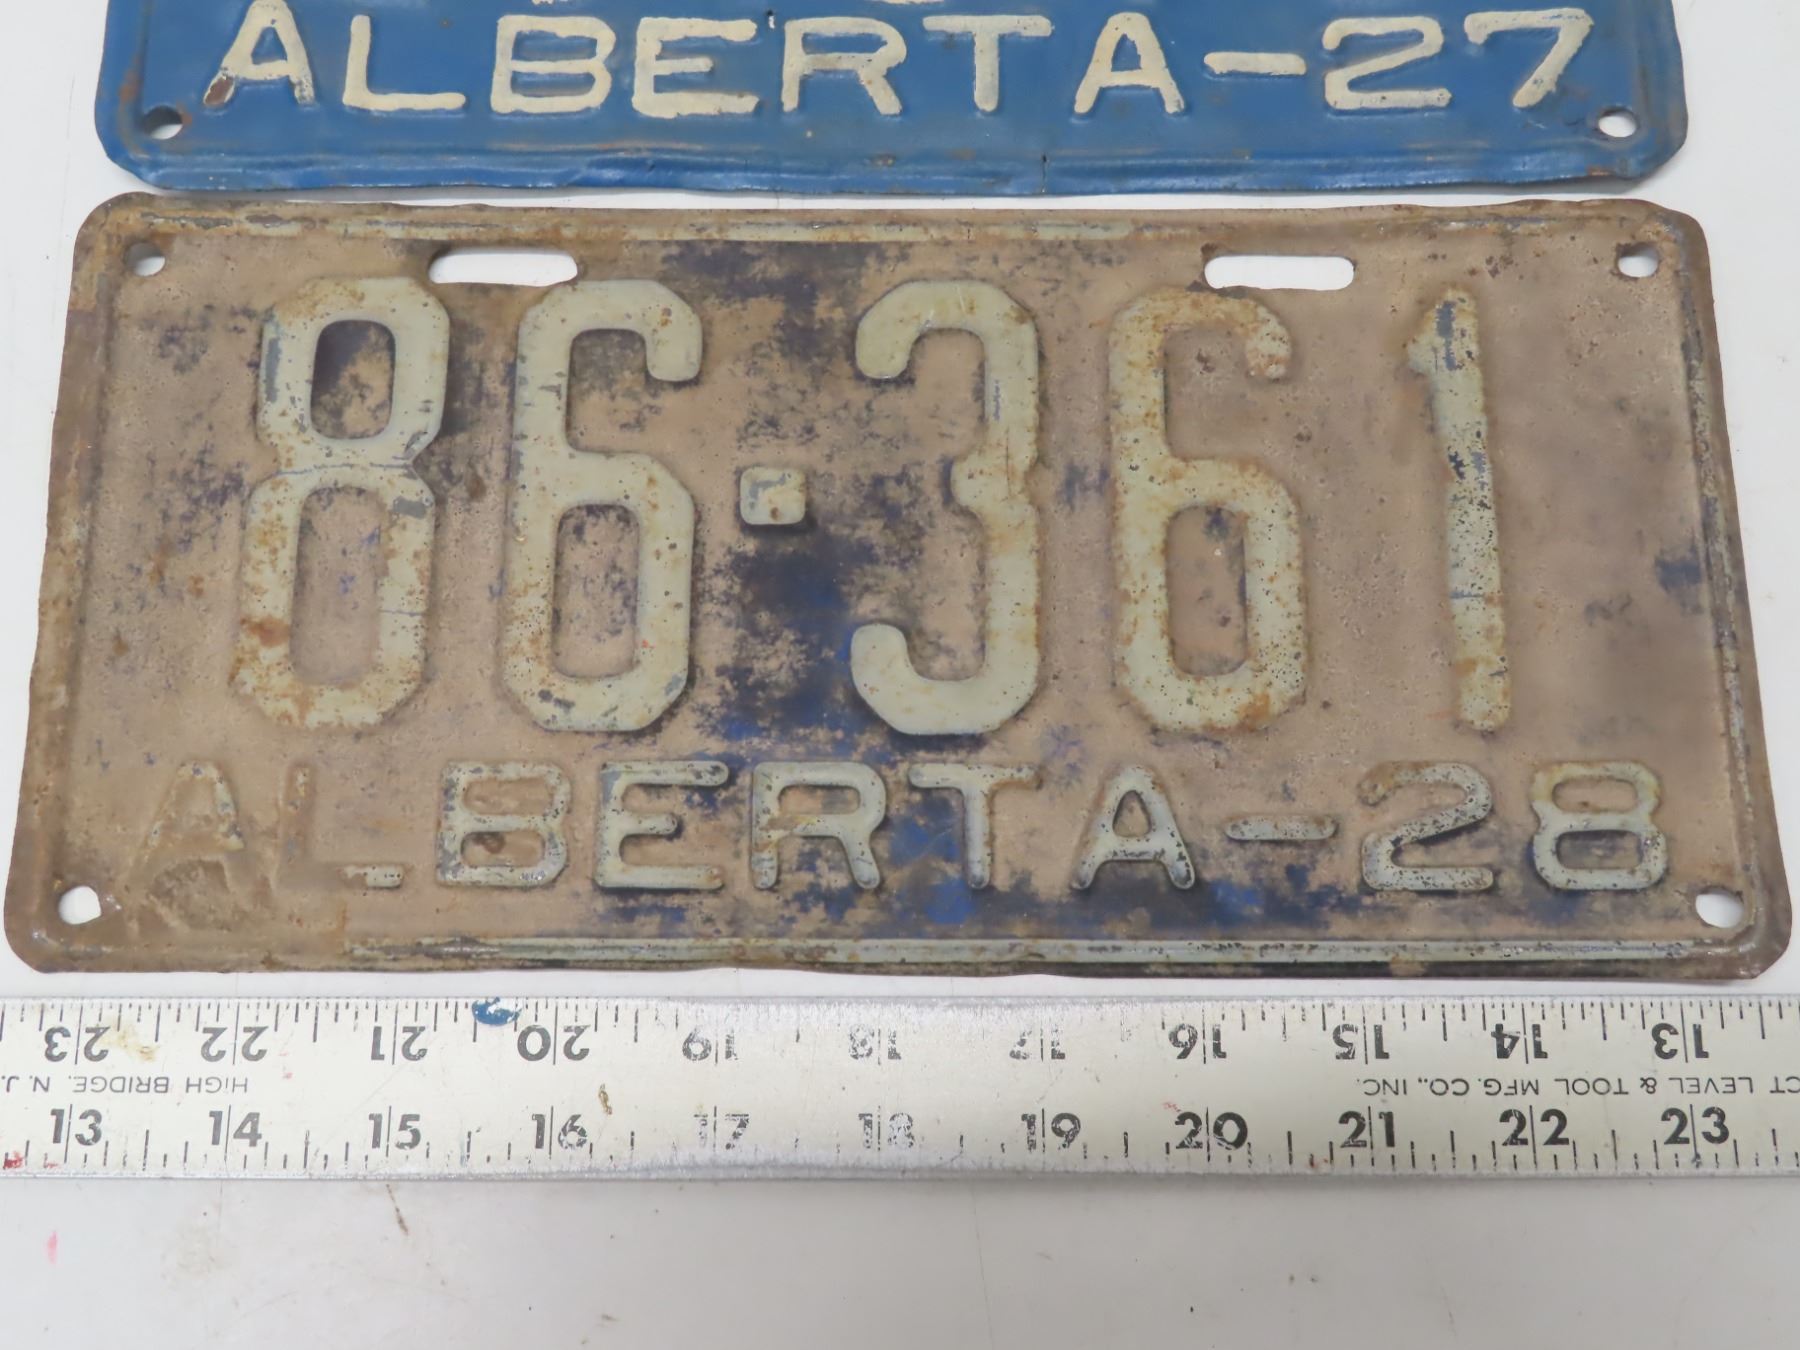 ALBERTA-27
86-361
ALBERTA-28
23 22 21 20 19 18 17 16 15 14 13
HIGH BRIDGE, N.J.
CT LEVEL & TOOL MFG. CO., INC.
13 14 15 16 17 18 19 20 21 22 23